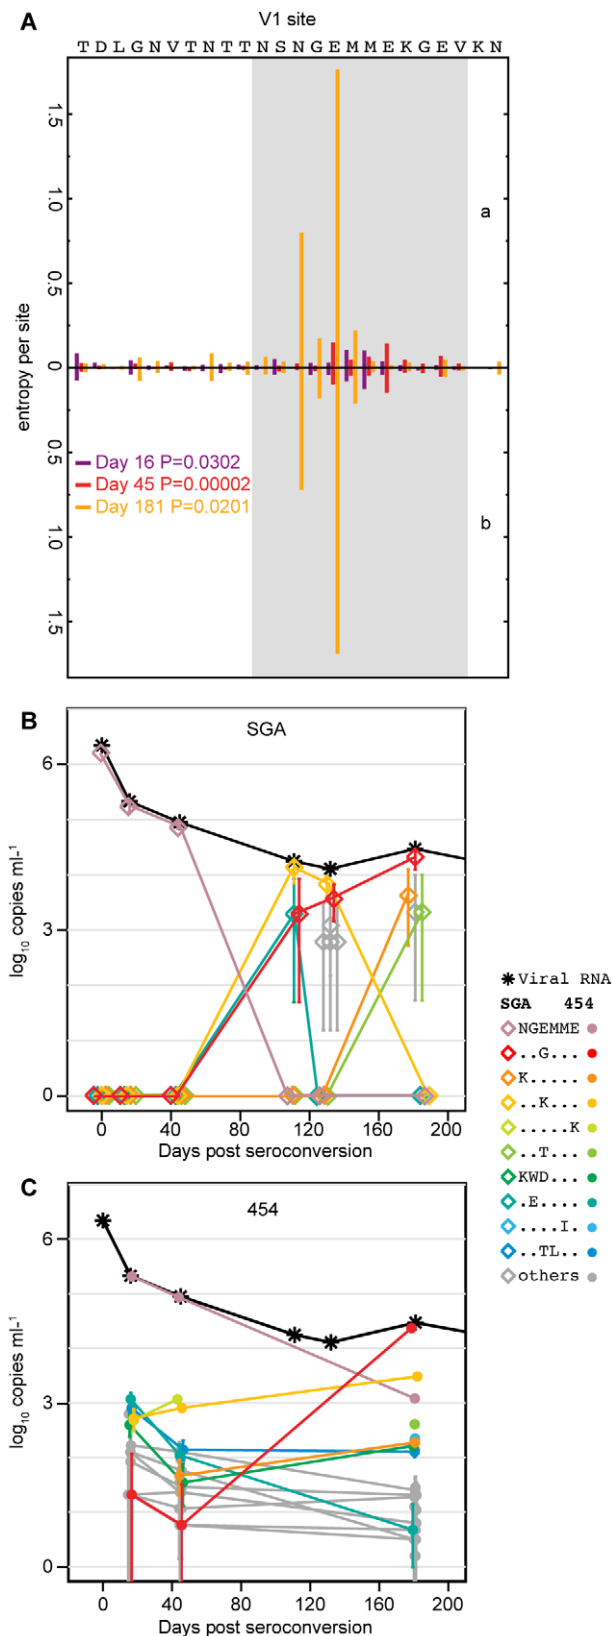 A
V1 site
T D L G N V T N T T N S N G E M M E K G E V K N
1.5
1.0
a
0.5
entropy per site
0
0.5
Day 16 P=0.0302
Day 45 P=0.00002
Day 181 P=0.0201
1.0
b
1.5
B
SGA
6
log10 copies ml-1
3
0
0 40 80 120 160 200
Days post seroconversion
Viral RNA
SGA 454
NGEMME
..G...
K.....
..K...
.....K
..T...
KWD...
.E....
....I.
..TL..
others
C
454
6
log10 copies ml-1
3
0
0 40 80 120 160 200
Days post seroconversion